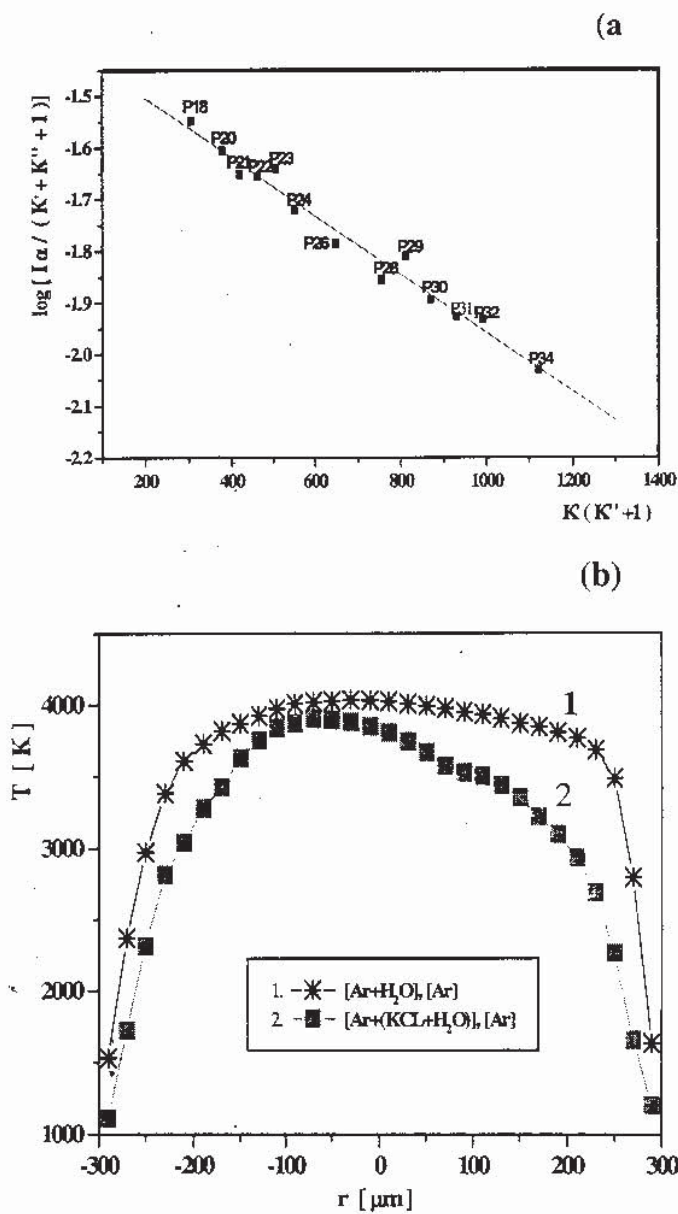 (a
log [ I α / ( K' + K'' + 1) ]
-1.5
-1.6
-1.7
-1.8
-1.9
-2.0
-2.1
-2.2
P18
P20
P21 P22 P23
P24
P26
P28
P29
P30
P31 P32
P34
200 400 600 800 1000 1200 1400
K' (K'' +1)
(b)
T [ K ]
4000
3000
2000
1000
1
2
1. [Ar+H₂O], [Ar]
2. [Ar+(KCL+H₂O)], [Ar]
-300 -200 -100 0 100 200 300
r [ μm ]